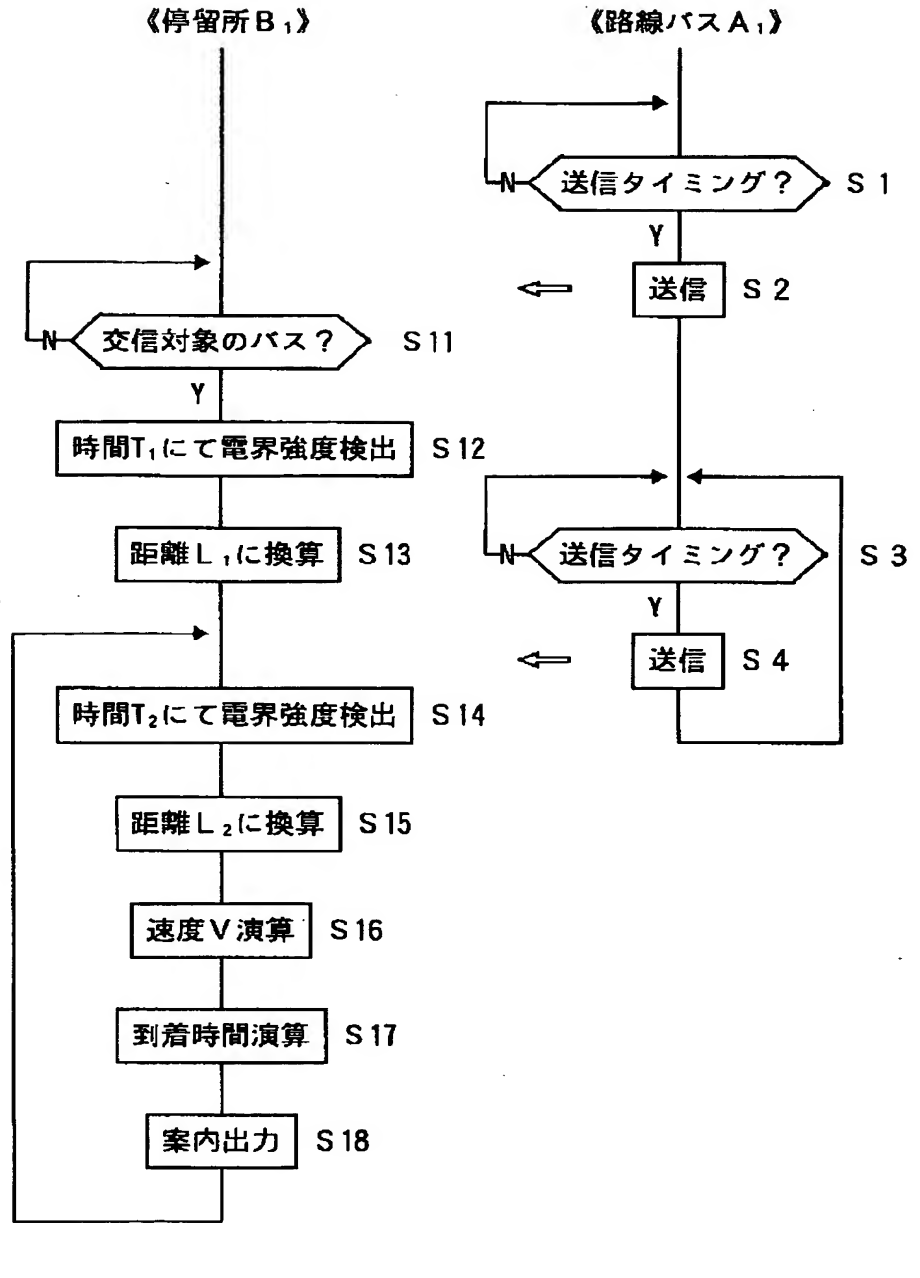 《停留所B₁》
N 交信対象のバス? S11
Y
時間T₁にて電界強度検出 S12
距離L₁に換算 S13
時間T₂にて電界強度検出 S14
距離L₂に換算 S15
速度V演算 S16
到着時間演算 S17
案内出力 S18
《路線バスA₁》
N 送信タイミング? S1
Y
送信 S2
N 送信タイミング? S3
Y
送信 S4